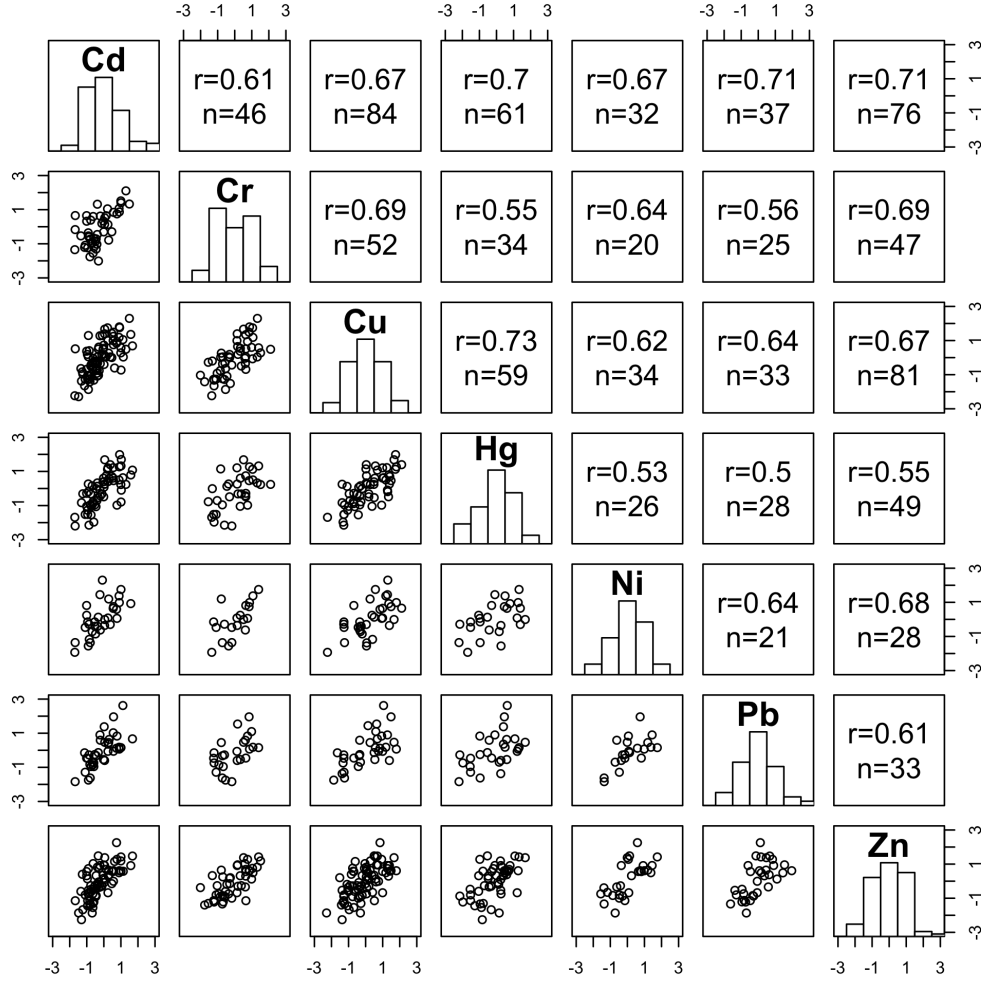 -3 -1 1 3 -3 -1 1 3 -3 -1 1 3
Cd r=0.61 r=0.67 r=0.7 r=0.67 r=0.71 r=0.71
n=46 n=84 n=61 n=32 n=37 n=76
3 1 -1 -3
3 1 -1 -3
Cr r=0.69 r=0.55 r=0.64 r=0.56 r=0.69
n=52 n=34 n=20 n=25 n=47
Cu r=0.73 r=0.62 r=0.64 r=0.67
n=59 n=34 n=33 n=81
3 1 -1 -3
3 1 -1 -3
Hg r=0.53 r=0.5 r=0.55
n=26 n=28 n=49
Ni r=0.64 r=0.68
n=21 n=28
3 1 -1 -3
3 1 -1 -3
Pb r=0.61
n=33
Zn
3 1 -1 -3
-3 -1 1 3 -3 -1 1 3 -3 -1 1 3 -3 -1 1 3